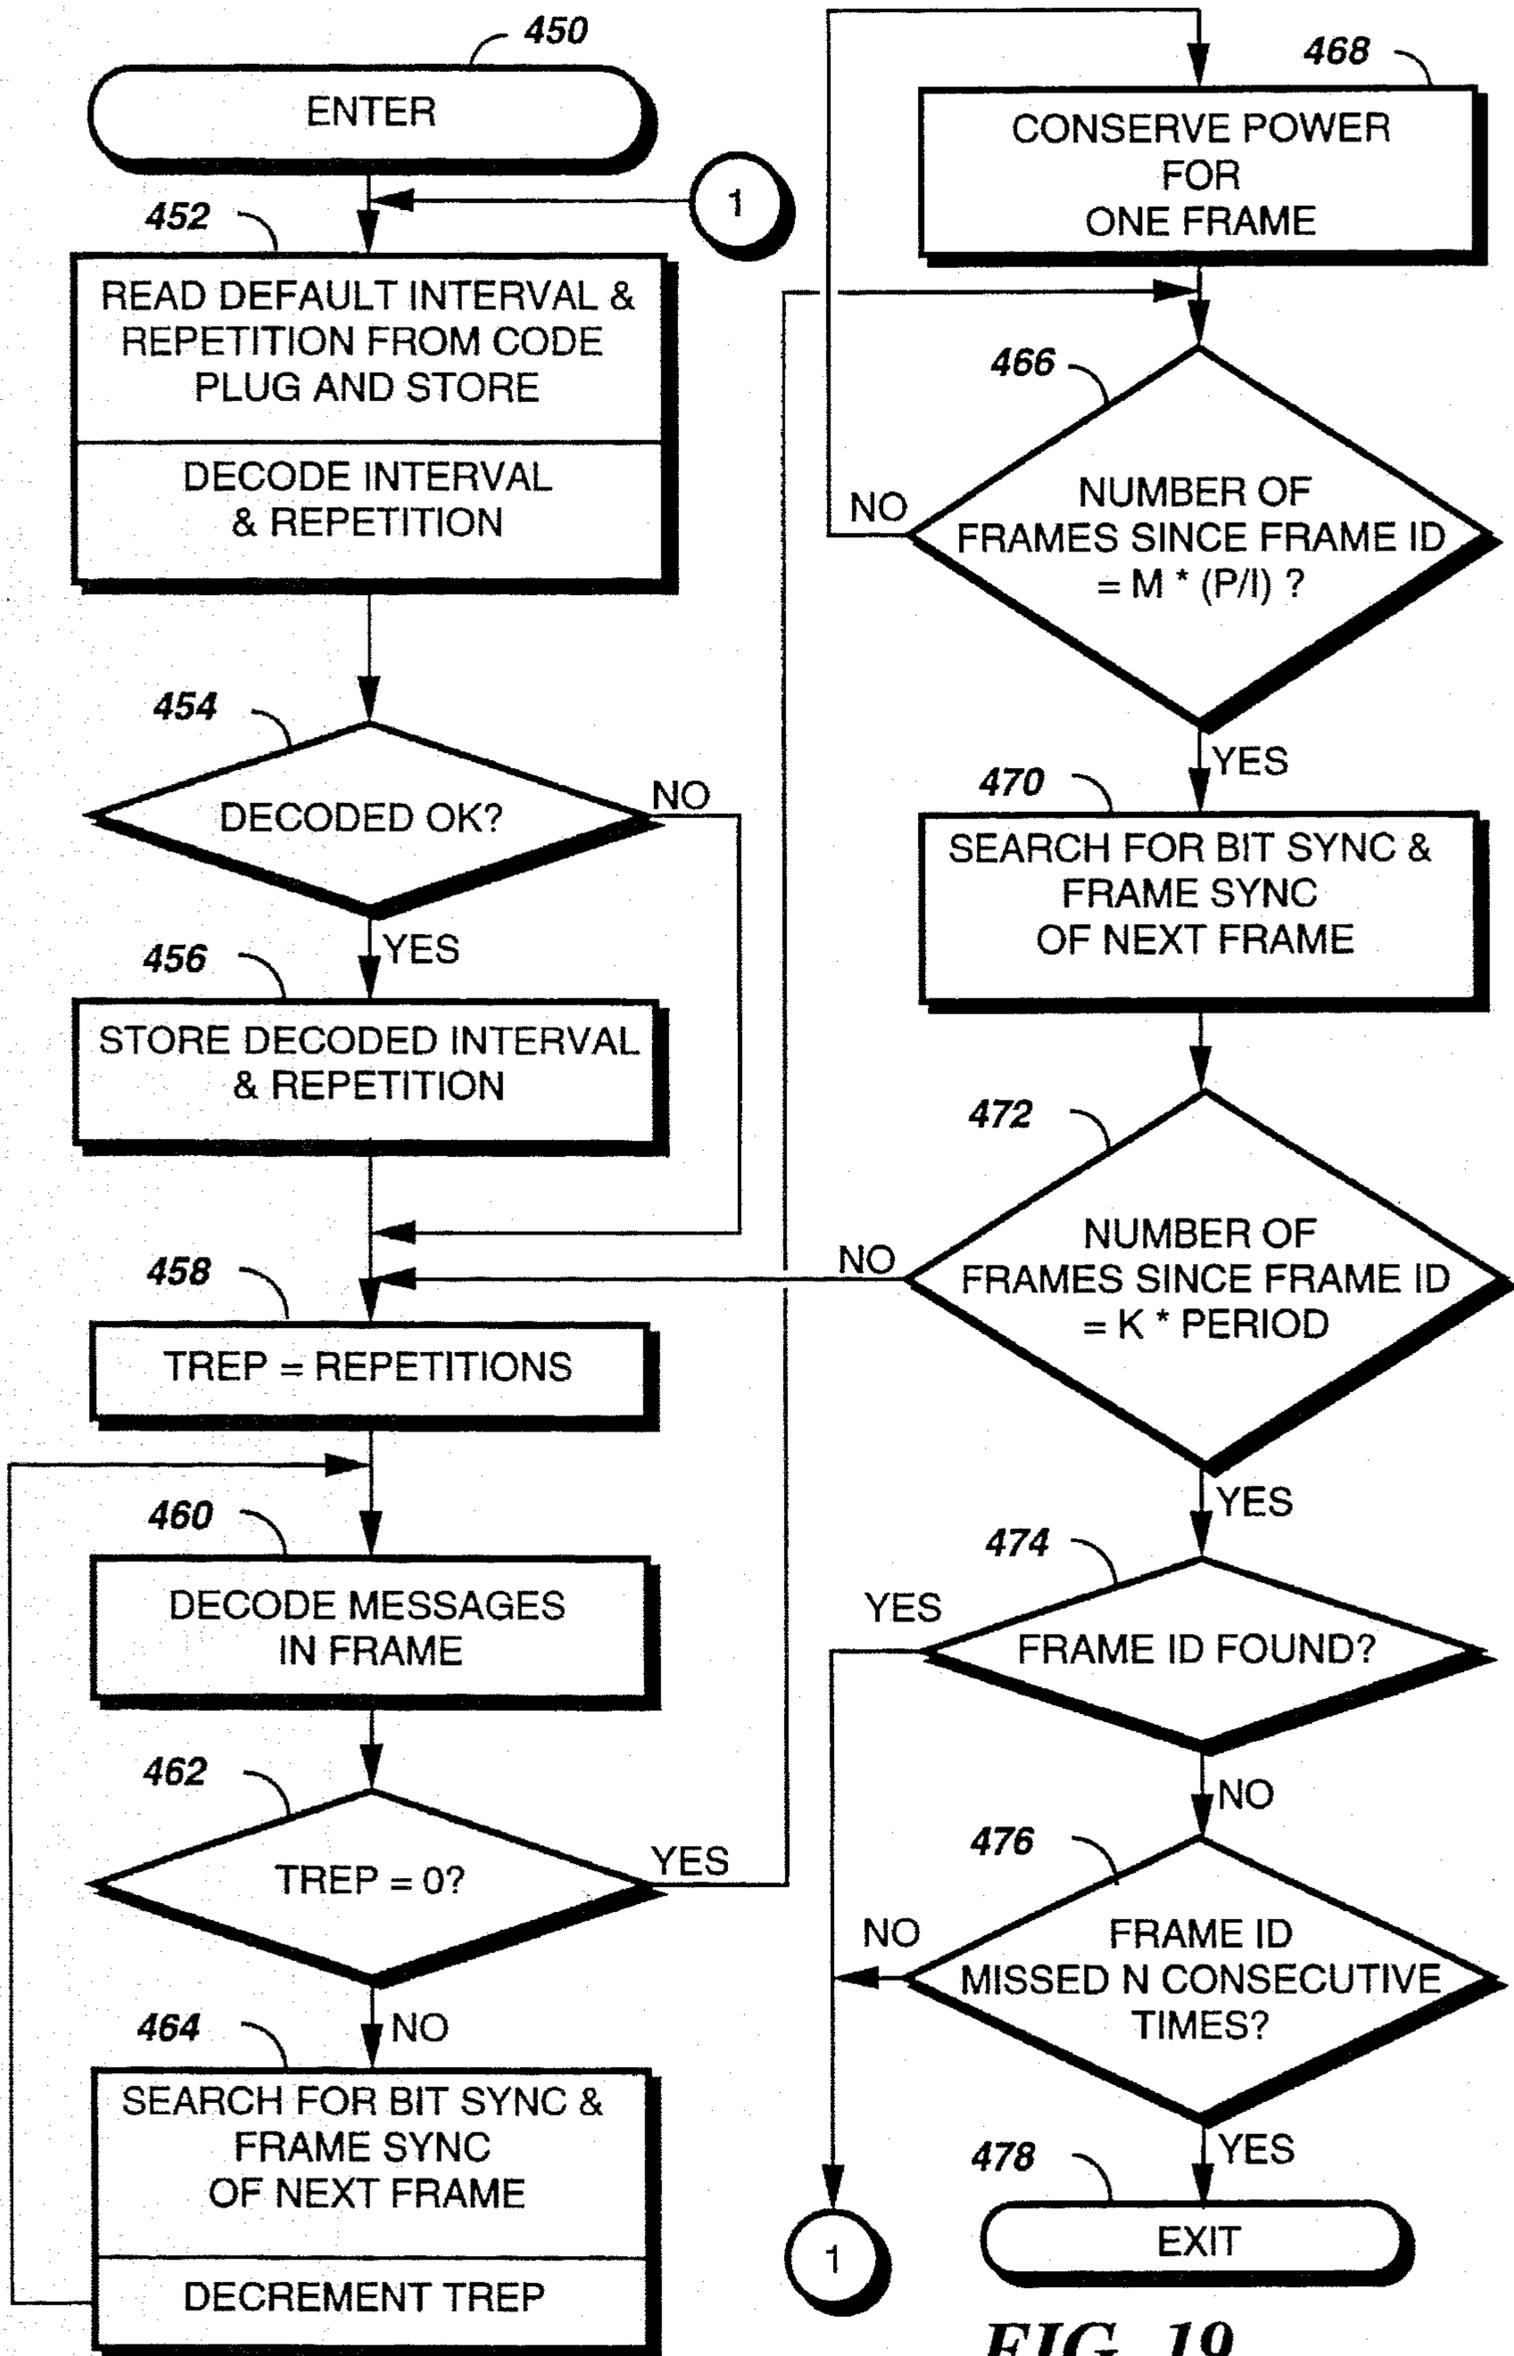 450
ENTER
1
452
READ DEFAULT INTERVAL &
REPETITION FROM CODE
PLUG AND STORE
DECODE INTERVAL
& REPETITION
454
DECODED OK?
NO
YES
456
STORE DECODED INTERVAL
& REPETITION
458
TREP = REPETITIONS
460
DECODE MESSAGES
IN FRAME
462
TREP = 0?
YES
NO
464
SEARCH FOR BIT SYNC &
FRAME SYNC
OF NEXT FRAME
DECREMENT TREP
468
CONSERVE POWER
FOR
ONE FRAME
466
NO
NUMBER OF
FRAMES SINCE FRAME ID
= M * (P/I) ?
YES
470
SEARCH FOR BIT SYNC &
FRAME SYNC
OF NEXT FRAME
472
NO
NUMBER OF
FRAMES SINCE FRAME ID
= K * PERIOD
YES
474
YES
FRAME ID FOUND?
NO
476
NO
FRAME ID
MISSED N CONSECUTIVE
TIMES?
YES
478
EXIT
1
FIG. 19